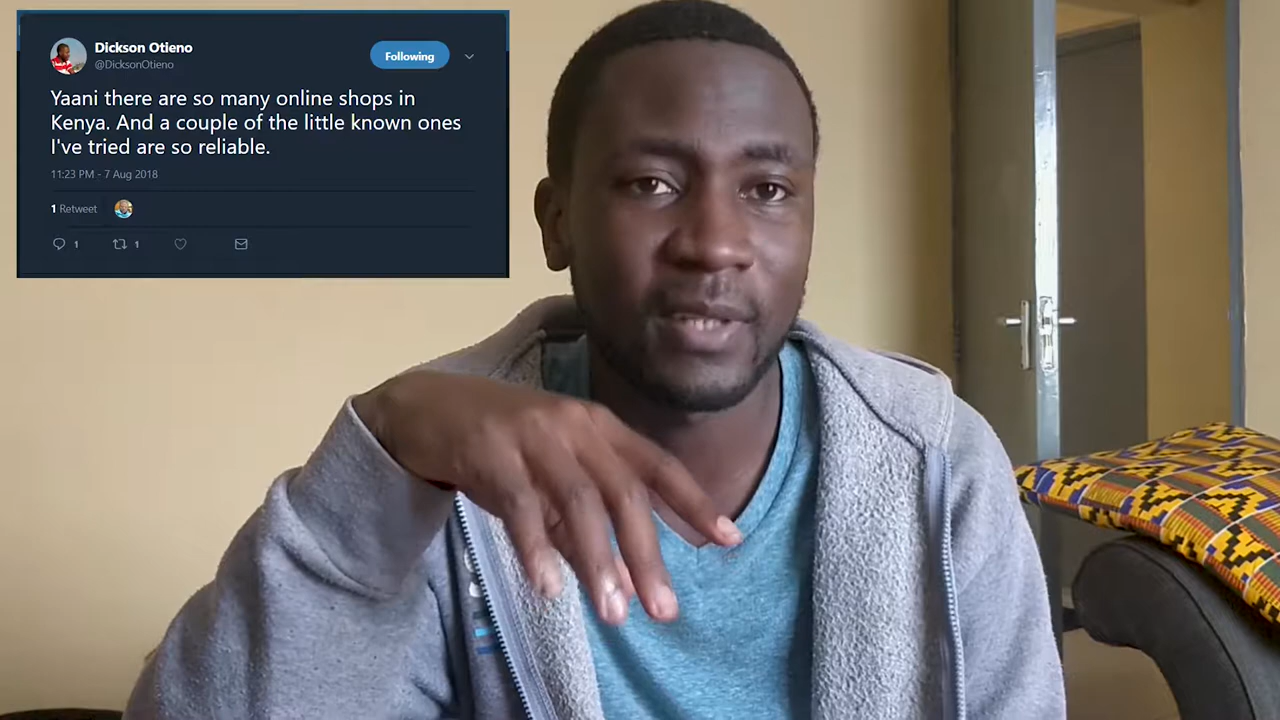 Dickson Otieno
@DicksonOtieno
Following
Yaani there are so many online shops in
Kenya. And a couple of the little known ones
I've tried are so reliable.
11:23 PM - 7 Aug 2018
1 Retweet
1
1